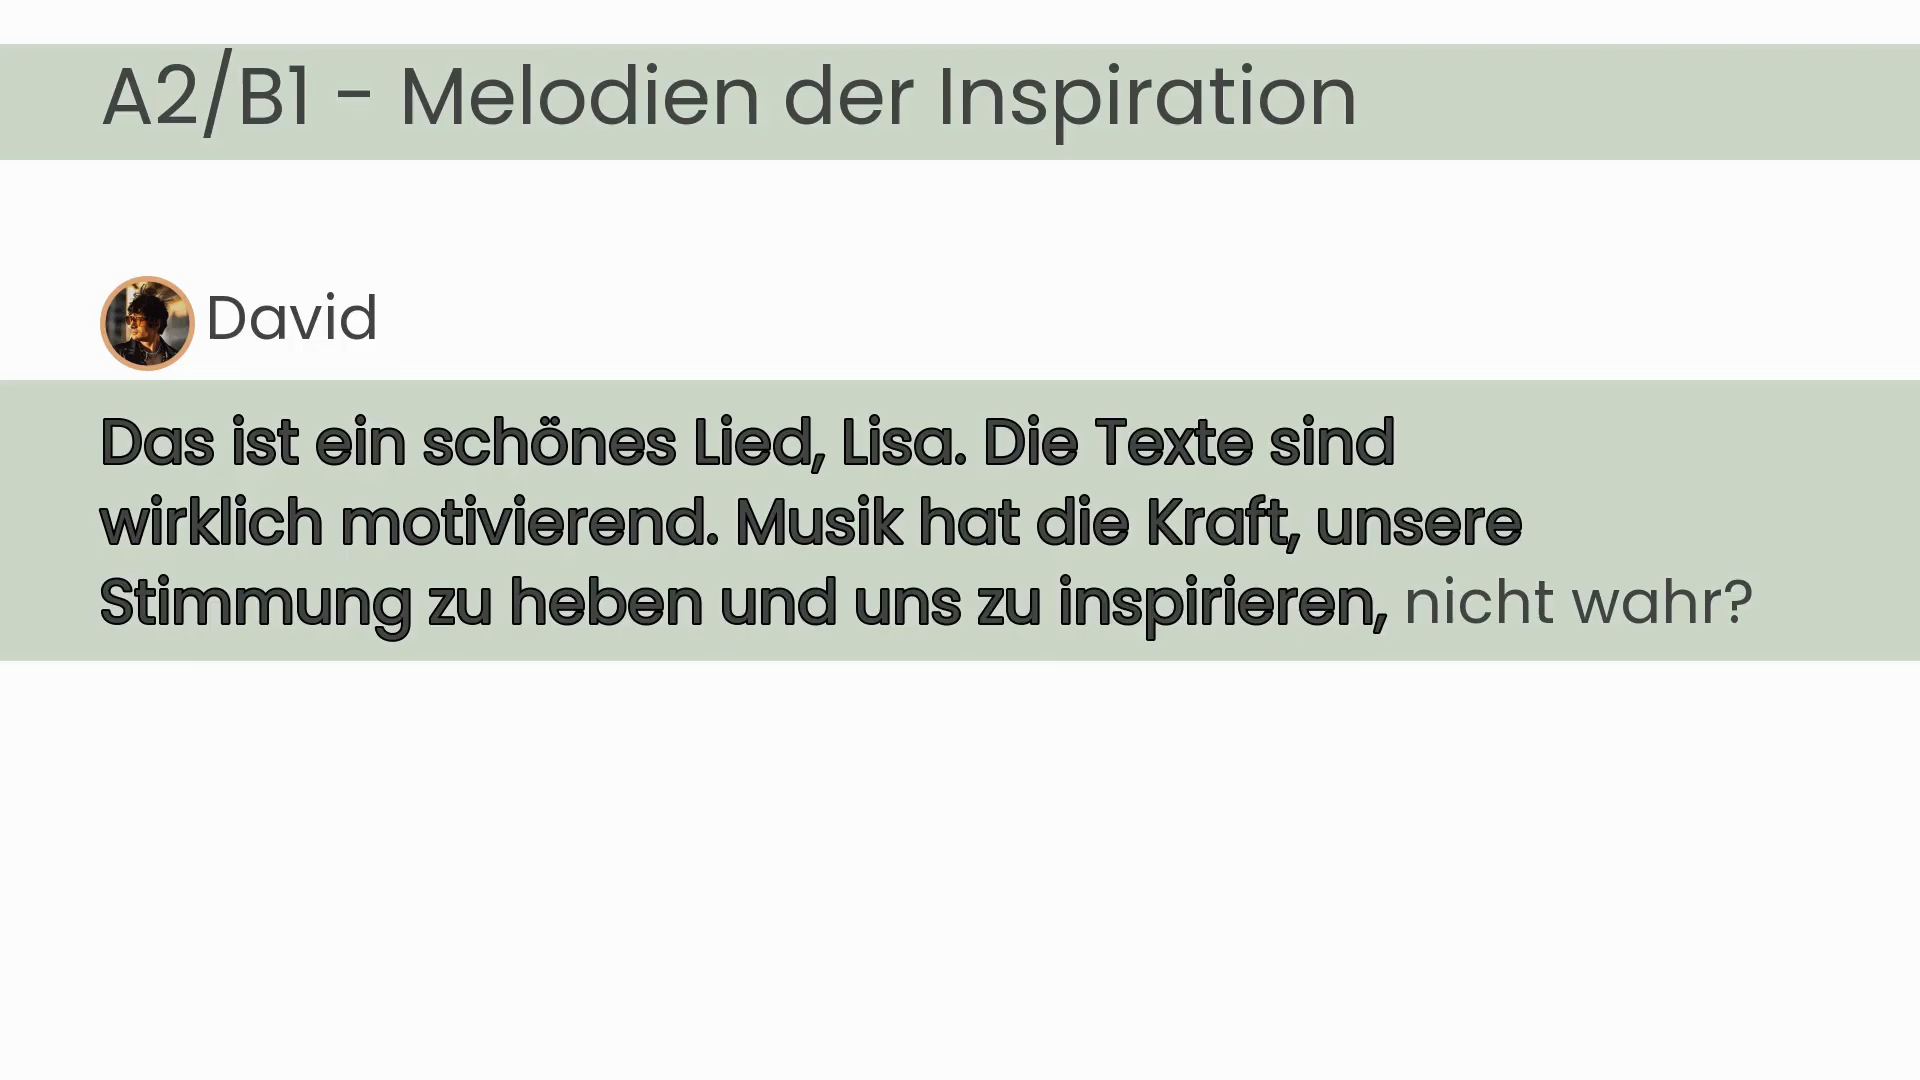 A2/B1 - Melodien der Inspiration
David
Das ist ein schönes Lied, Lisa. Die Texte sind
wirklich motivierend. Musik hat die Kraft, unsere
Stimmung zu heben und uns zu inspirieren, nicht wahr?